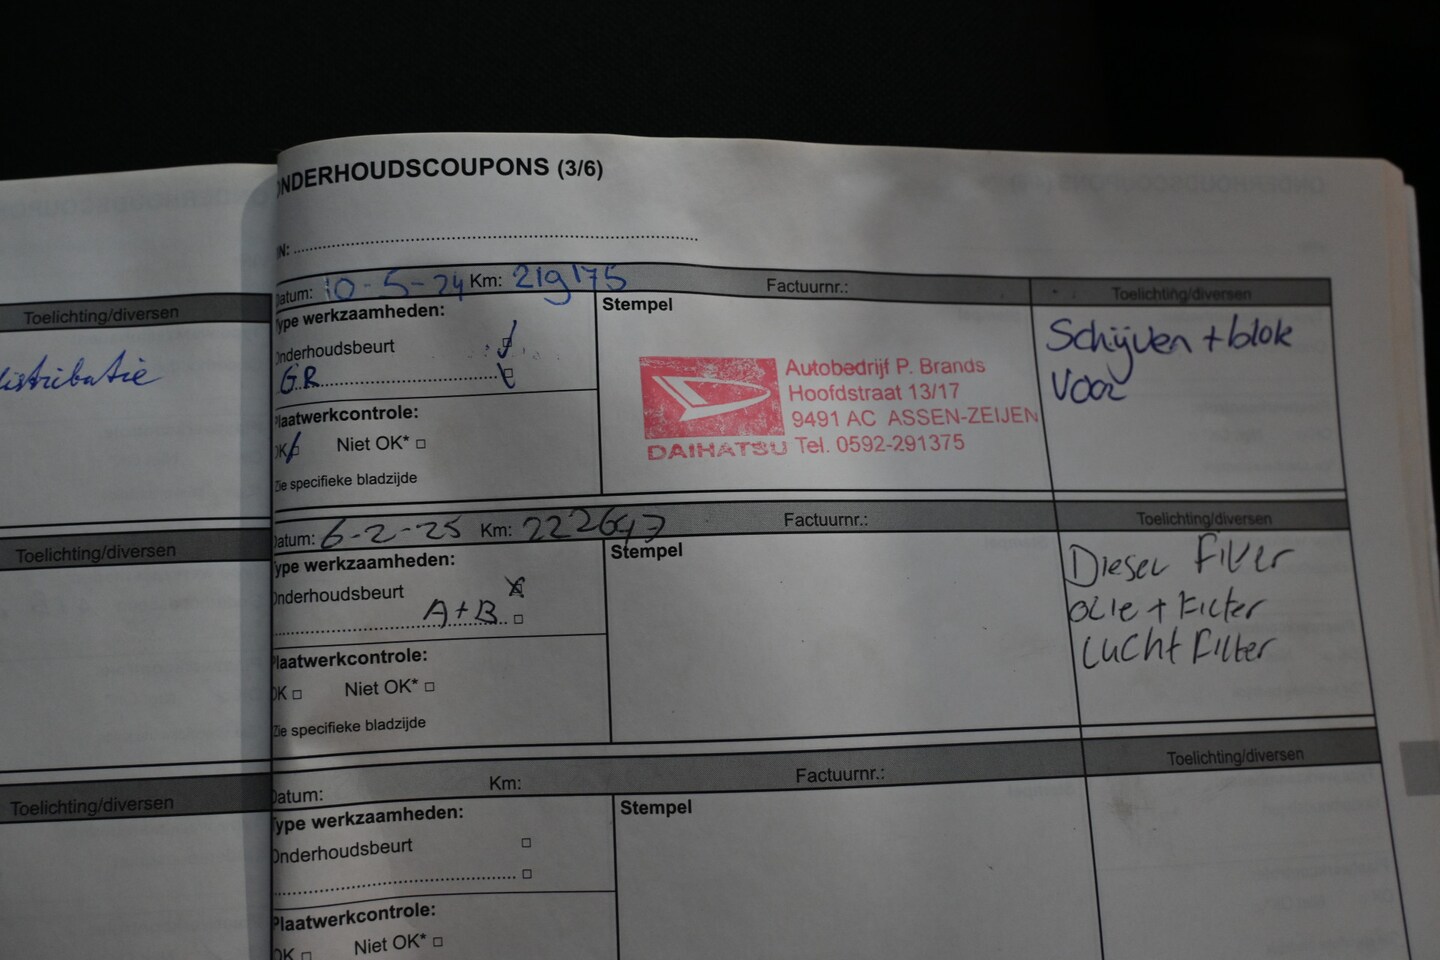 ONDERHOUDSCOUPONS (3/6)
IN:
Datum: 10-5-24 Km: 219175 Factuurnr.: Toelichting/diversen
Type werkzaamheden:
Onderhoudsbeurt
GR
Plaatwerkcontrole:
OK Niet OK*
Zie specifieke bladzijde
Stempel
Autobedrijf P. Brands
Hoofdstraat 13/17
9491 AC ASSEN-ZEIJEN
DAIHATSU Tel. 0592-291375
Schijven + blok
voor
Datum: 6-2-25 Km: 222647 Factuurnr.: Toelichting/diversen
Type werkzaamheden:
Onderhoudsbeurt
A+B
Plaatwerkcontrole:
OK Niet OK*
Zie specifieke bladzijde
Stempel
Diesel Filter
olie + Filter
Lucht Filter
Datum: Km: Factuurnr.: Toelichting/diversen
Type werkzaamheden:
Onderhoudsbeurt
Plaatwerkcontrole:
OK Niet OK*
Stempel
Toelichting/diversen
distributie
Toelichting/diversen
Toelichting/diversen